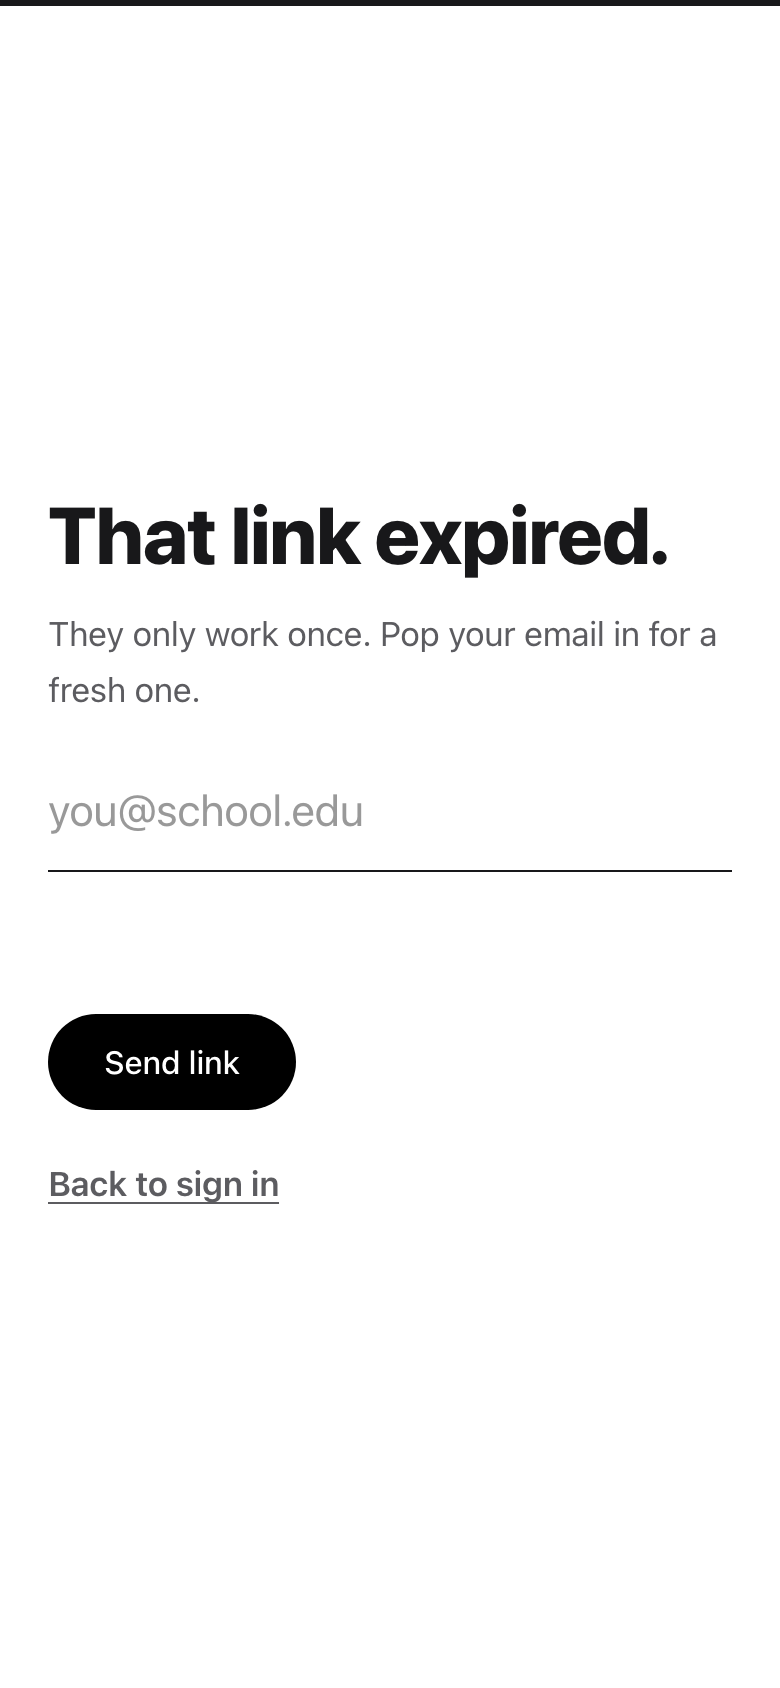 That link expired.
They only work once. Pop your email in for a
fresh one.
you@school.edu
Send link
Back to sign in